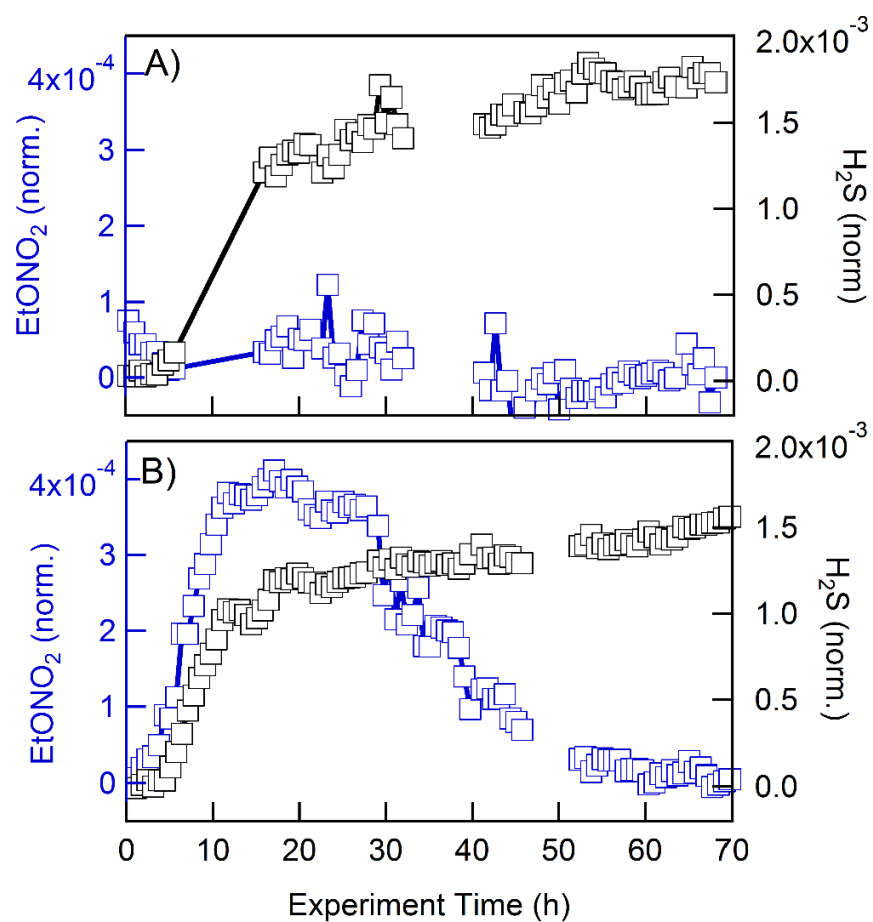 A)
EtONO₂ (norm.)
4x10⁻⁴
3
2
1
0
2.0x10⁻³
1.5
1.0
0.5
0.0
H₂S (norm)
B)
EtONO₂ (norm.)
4x10⁻⁴
3
2
1
0
2.0x10⁻³
1.5
1.0
0.5
0.0
H₂S (norm.)
0 10 20 30 40 50 60 70
Experiment Time (h)